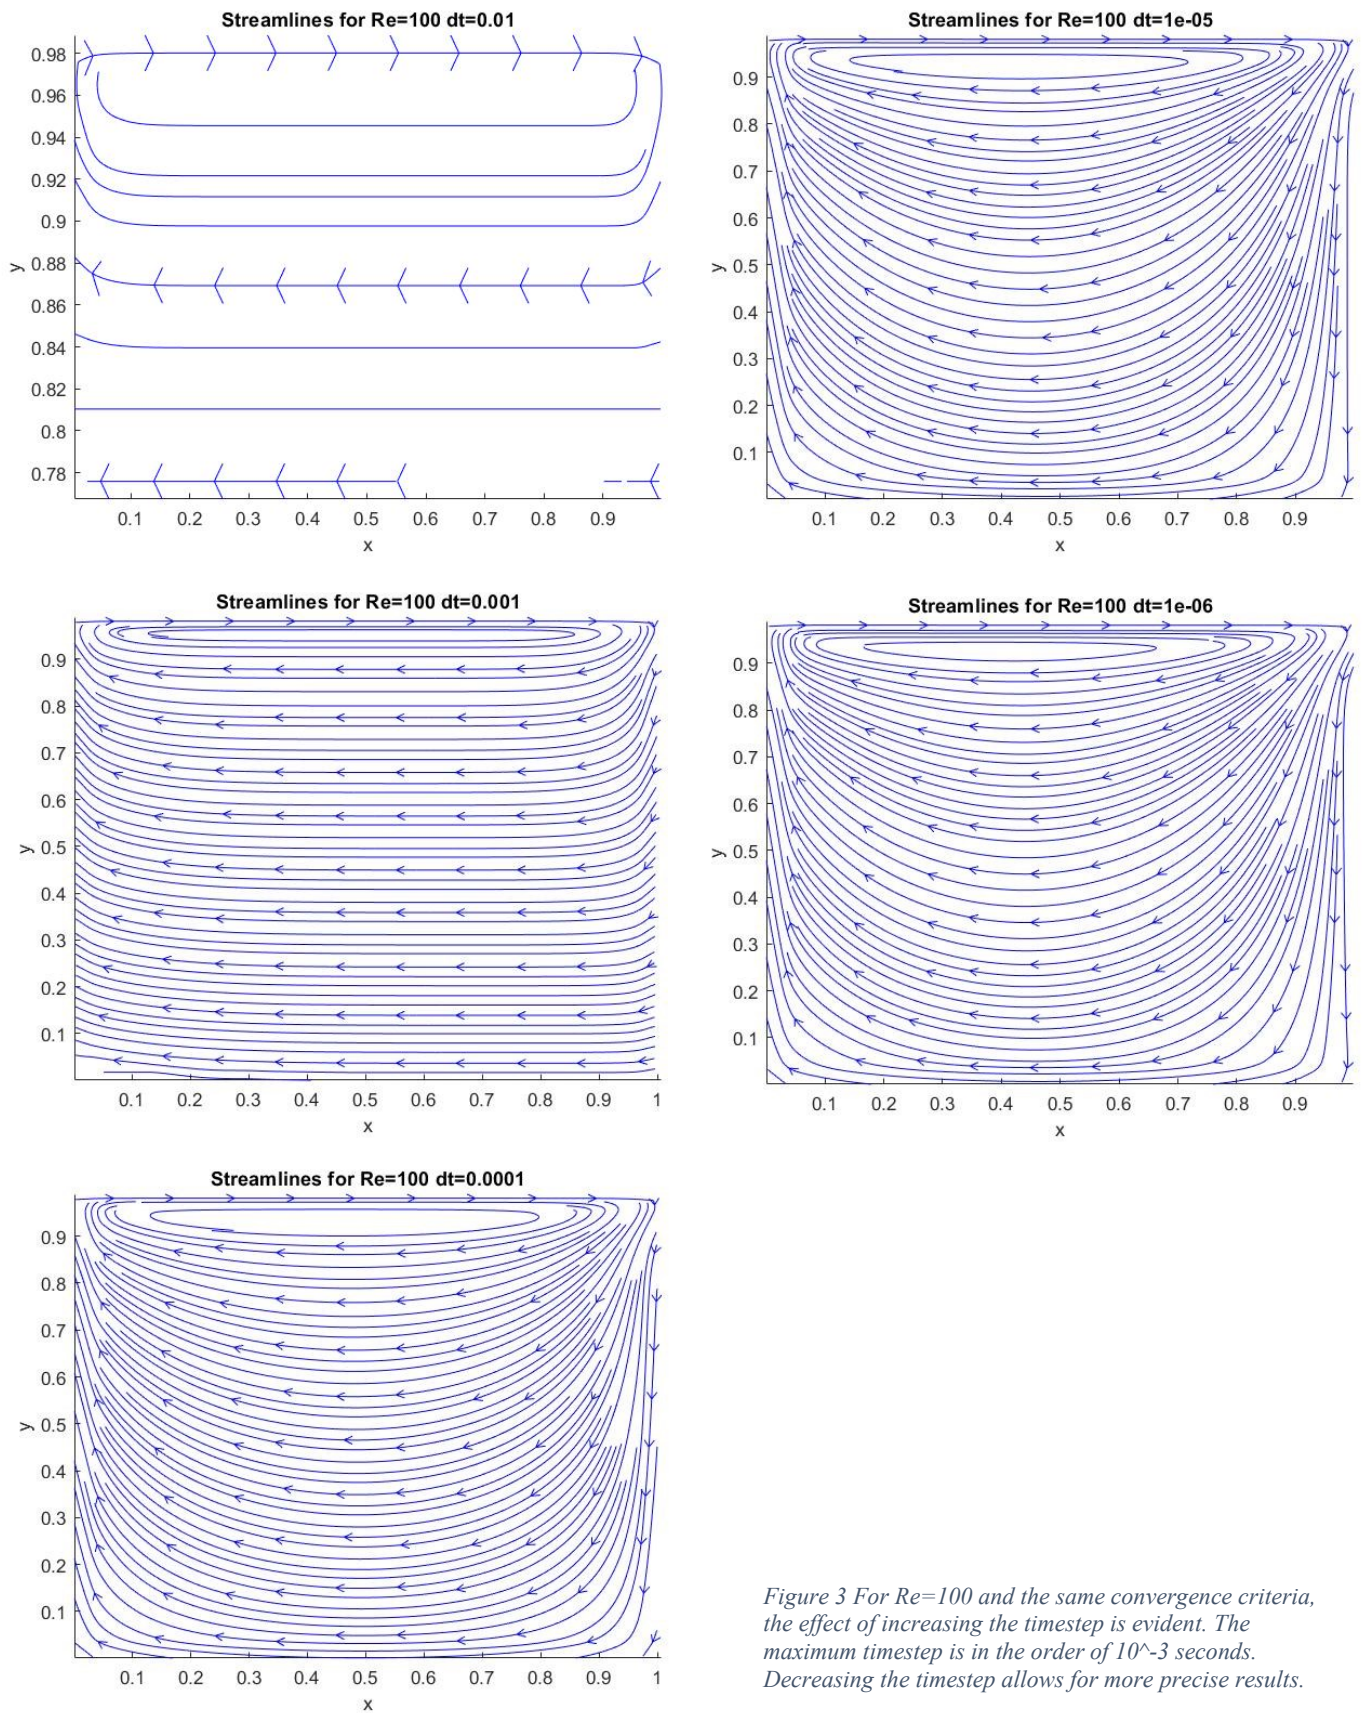 Streamlines for Re=100 dt=0.01
0.98
0.96
0.94
0.92
0.9
0.88
0.86
0.84
0.82
0.8
0.78
y
0.1 0.2 0.3 0.4 0.5 0.6 0.7 0.8 0.9
x
Streamlines for Re=100 dt=1e-05
0.9
0.8
0.7
0.6
0.5
0.4
0.3
0.2
0.1
y
0.1 0.2 0.3 0.4 0.5 0.6 0.7 0.8 0.9
x
Streamlines for Re=100 dt=0.001
0.9
0.8
0.7
0.6
0.5
0.4
0.3
0.2
0.1
y
0.1 0.2 0.3 0.4 0.5 0.6 0.7 0.8 0.9 1
x
Streamlines for Re=100 dt=1e-06
0.9
0.8
0.7
0.6
0.5
0.4
0.3
0.2
0.1
y
0.1 0.2 0.3 0.4 0.5 0.6 0.7 0.8 0.9
x
Streamlines for Re=100 dt=0.0001
0.9
0.8
0.7
0.6
0.5
0.4
0.3
0.2
0.1
y
0.1 0.2 0.3 0.4 0.5 0.6 0.7 0.8 0.9 1
x
Figure 3 For Re=100 and the same convergence criteria,
the effect of increasing the timestep is evident. The
maximum timestep is in the order of 10^-3 seconds.
Decreasing the timestep allows for more precise results.